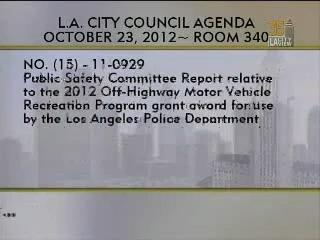 L.A. CITY COUNCIL AGENDA
OCTOBER 23, 2012~ ROOM 340
35
NO. (15) - 11-0929
Public Safety Committee Report relative
to the 2012 Off-Highway Motor Vehicle
Recreation Program grant award for use
by the Los Angeles Police Department